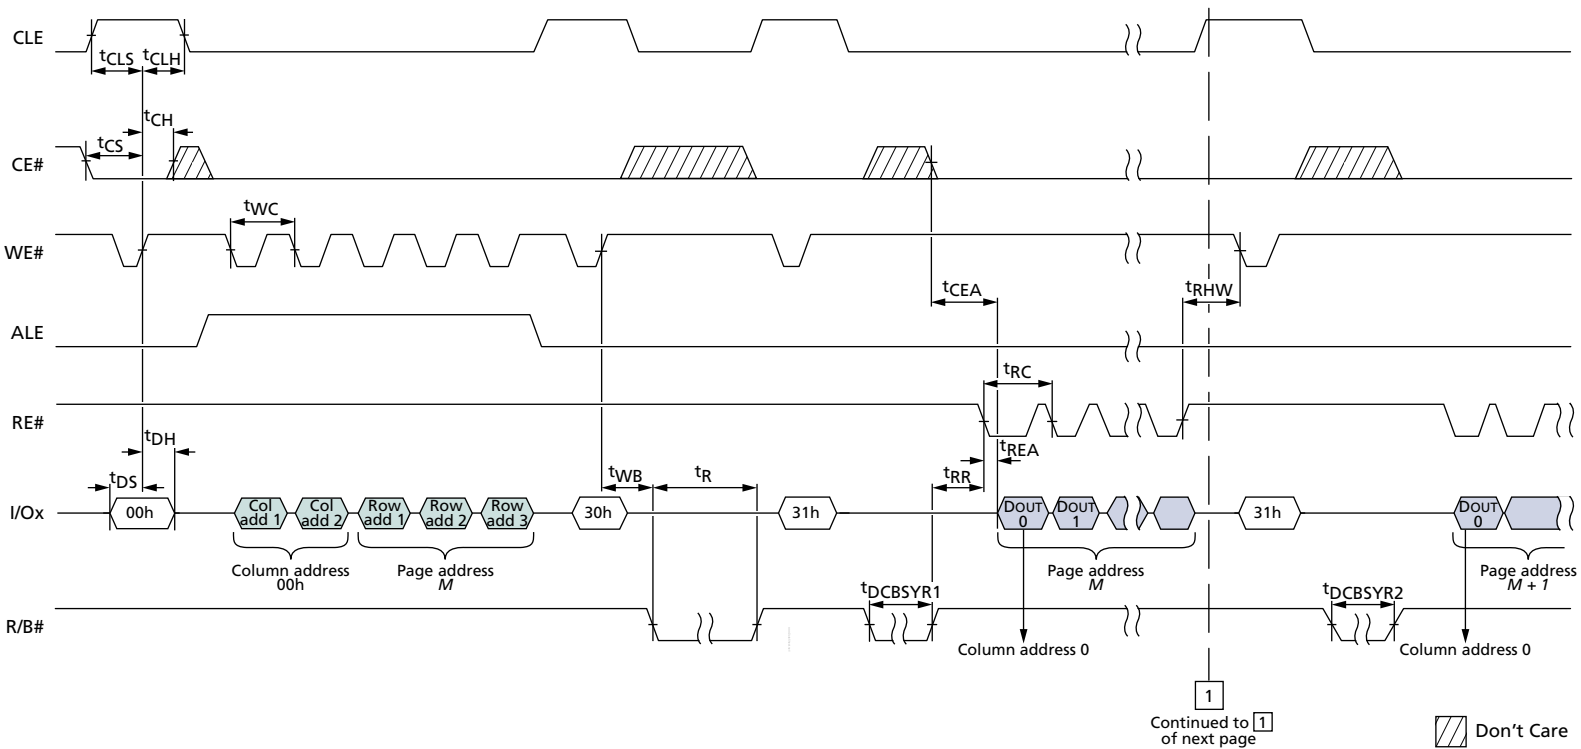 CLE
tCLS
tCLH
tCH
tCS
CE#
tWC
WE#
tCEA
tRHW
ALE
tRC
RE#
tDH
tREA
tDS
tWB
tR
tRR
I/Ox
00h
Col
add 1
Col
add 2
Row
add 1
Row
add 2
Row
add 3
30h
31h
DOUT
0
DOUT
1
31h
DOUT
0
Column address
00h
Page address
M
Page address
M
Page address
M + 1
tDCBSYR1
tDCBSYR2
R/B#
Column address 0
Column address 0
1
Continued to 1
of next page
Don't Care